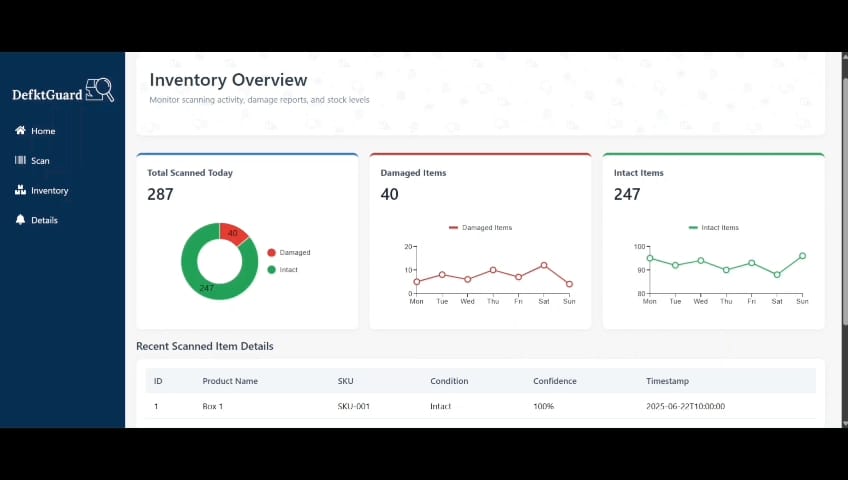 DefktGuard
Home
Scan
Inventory
Details
Inventory Overview
Monitor scanning activity, damage reports, and stock levels
Total Scanned Today
287
40
247
Damaged
Intact
Damaged Items
40
Damaged Items
20
10
0
Mon Tue Wed Thu Fri Sat Sun
Intact Items
247
Intact Items
100
90
80
Mon Tue Wed Thu Fri Sat Sun
Recent Scanned Item Details
ID Product Name SKU Condition Confidence Timestamp
1 Box 1 SKU-001 Intact 100% 2025-06-22T10:00:00